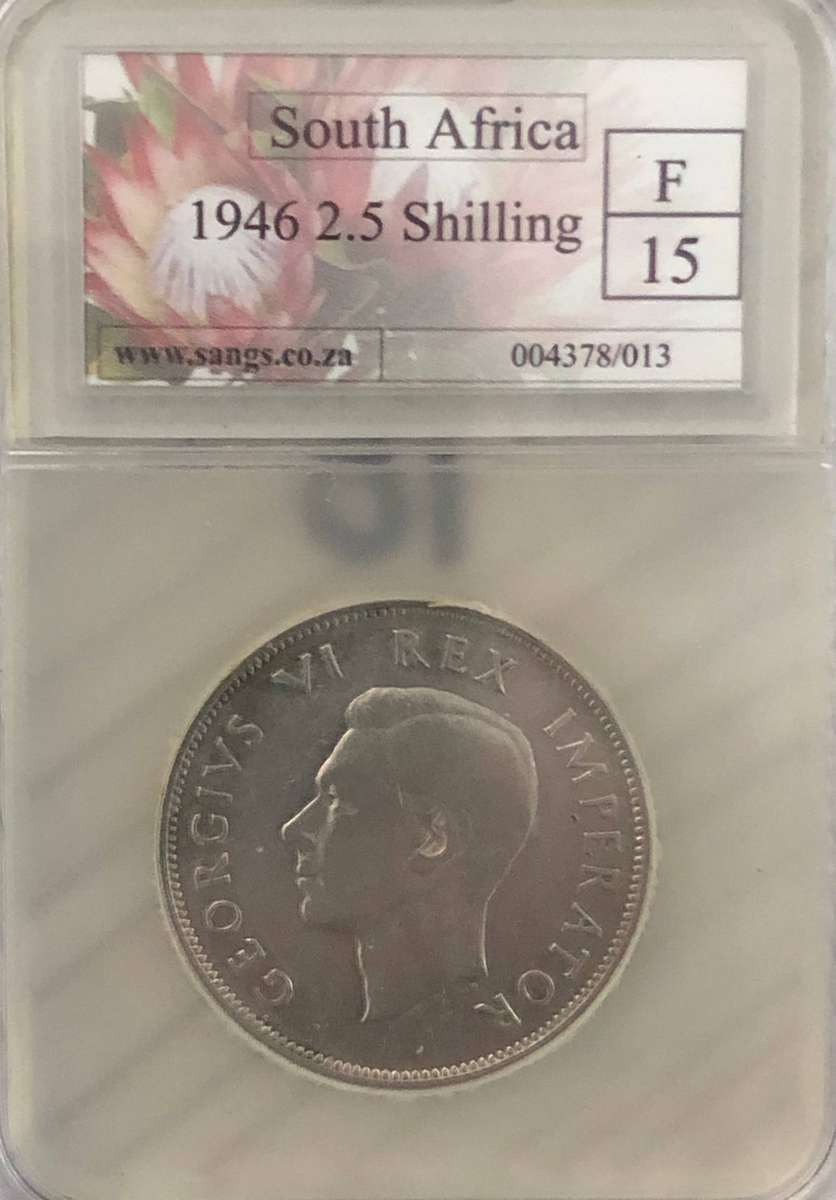 South Africa
F
1946 2.5 Shilling
15
www.sangs.co.za
004378/013
GEORGIVS VI REX IMPERATOR